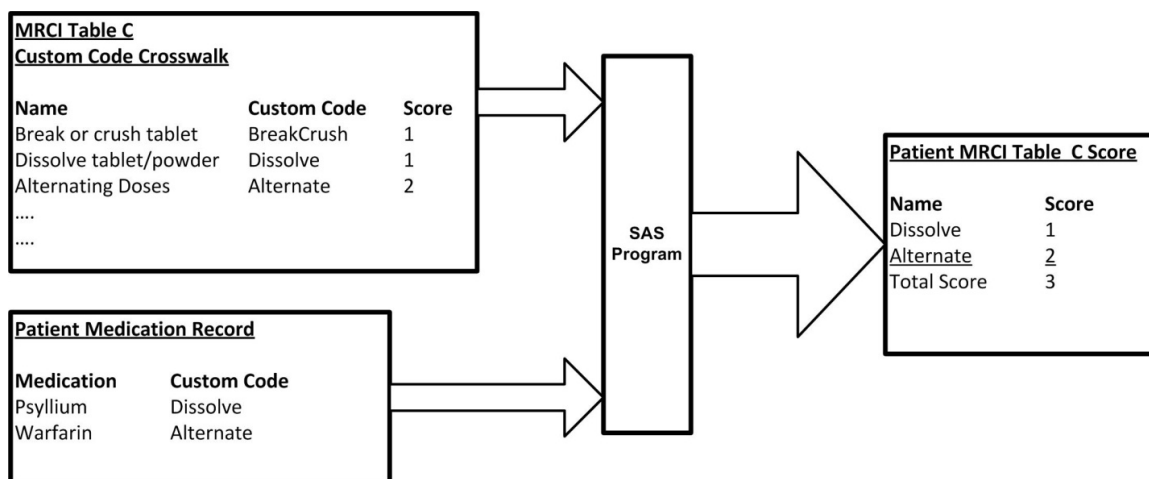 MRCI Table C
Custom Code Crosswalk
Name Custom Code Score
Break or crush tablet BreakCrush 1
Dissolve tablet/powder Dissolve 1
Alternating Doses Alternate 2
....
....
Patient Medication Record
Medication Custom Code
Psyllium Dissolve
Warfarin Alternate
SAS
Program
Patient MRCI Table C Score
Name Score
Dissolve 1
Alternate 2
Total Score 3